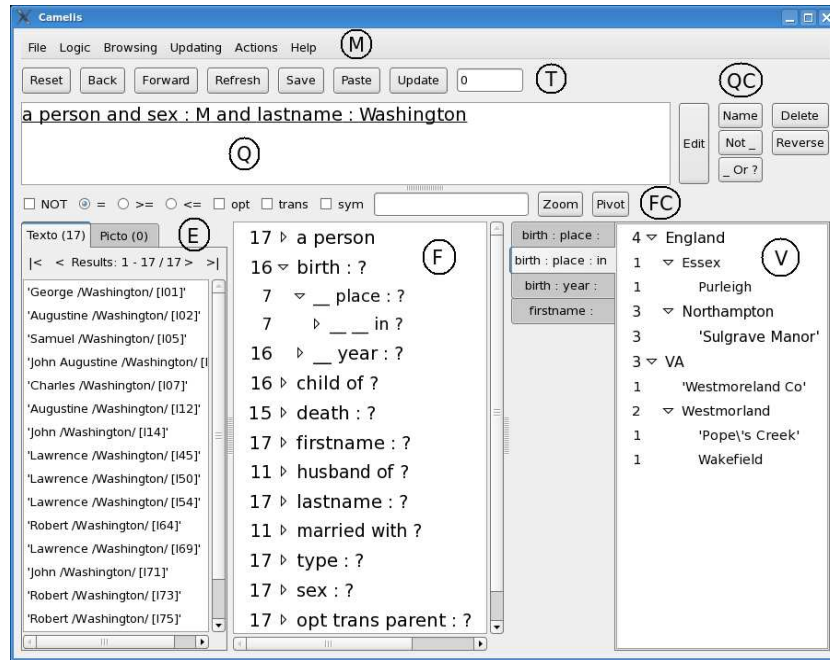 Camelis
File Logic Browsing Updating Actions Help M
Reset Back Forward Refresh Save Paste Update 0 T QC
a person and sex : M and lastname : Washington
Q
Edit
Name Delete
Not _ Reverse
_ Or ?
NOT = >= <= opt trans sym Zoom Pivot FC
Texto (17) Picto (0) E
|< < Results: 1 - 17 / 17 > >|
'George /Washington/ [I01]'
'Augustine /Washington/ [I02]'
'Samuel /Washington/ [I05]'
'John Augustine /Washington/ [I
'Charles /Washington/ [I07]'
'Augustine /Washington/ [I12]'
'John /Washington/ [I14]'
'Lawrence /Washington/ [I45]'
'Lawrence /Washington/ [I50]'
'Lawrence /Washington/ [I54]'
'Robert /Washington/ [I64]'
'Lawrence /Washington/ [I69]'
'John /Washington/ [I71]'
'Robert /Washington/ [I73]'
'Robert /Washington/ [I75]'
F
17 a person
16 birth : ?
7 __ place : ?
7 __ __ in ?
16 __ year : ?
16 child of ?
15 death : ?
17 firstname : ?
11 husband of ?
17 lastname : ?
11 married with ?
17 type : ?
17 sex : ?
17 opt trans parent : ?
birth : place :
birth : place : in
birth : year :
firstname :
V
4 England
1 Essex
1 Purleigh
3 Northampton
3 'Sulgrave Manor'
3 VA
1 'Westmoreland Co'
2 Westmorland
1 'Pope\'s Creek'
1 Wakefield